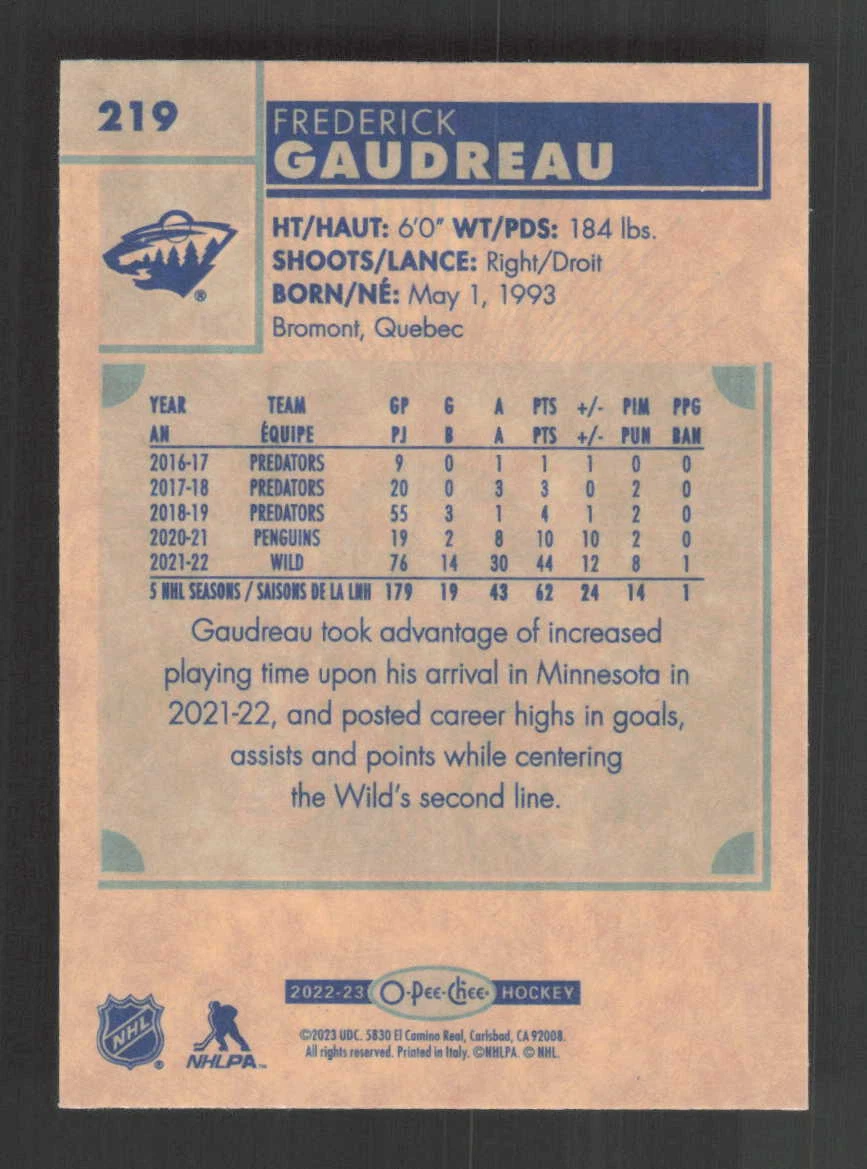 219
FREDERICK
GAUDREAU
HT/HAUT: 6'0" WT/PDS: 184 lbs.
SHOOTS/LANCE: Right/Droit
BORN/NÉ: May 1, 1993
Bromont, Quebec
®
YEAR TEAM GP G A PTS +/- PIM PPG
AN ÉQUIPE PJ B A PTS +/- PUN BAN
2016-17 PREDATORS 9 0 1 1 1 0 0
2017-18 PREDATORS 20 0 3 3 0 2 0
2018-19 PREDATORS 55 3 1 4 1 2 0
2020-21 PENGUINS 19 2 8 10 10 2 0
2021-22 WILD 76 14 30 44 12 8 1
5 NHL SEASONS / SAISONS DE LA LNH 179 19 43 62 24 14 1
Gaudreau took advantage of increased
playing time upon his arrival in Minnesota in
2021-22, and posted career highs in goals,
assists and points while centering
the Wild's second line.
2022-23 O-Pee-Chee® HOCKEY
NHL ®
NHLPA™
©2023 UDC. 5830 El Camino Real, Carlsbad, CA 92008.
All rights reserved. Printed in Italy. ©NHLPA. © NHL.